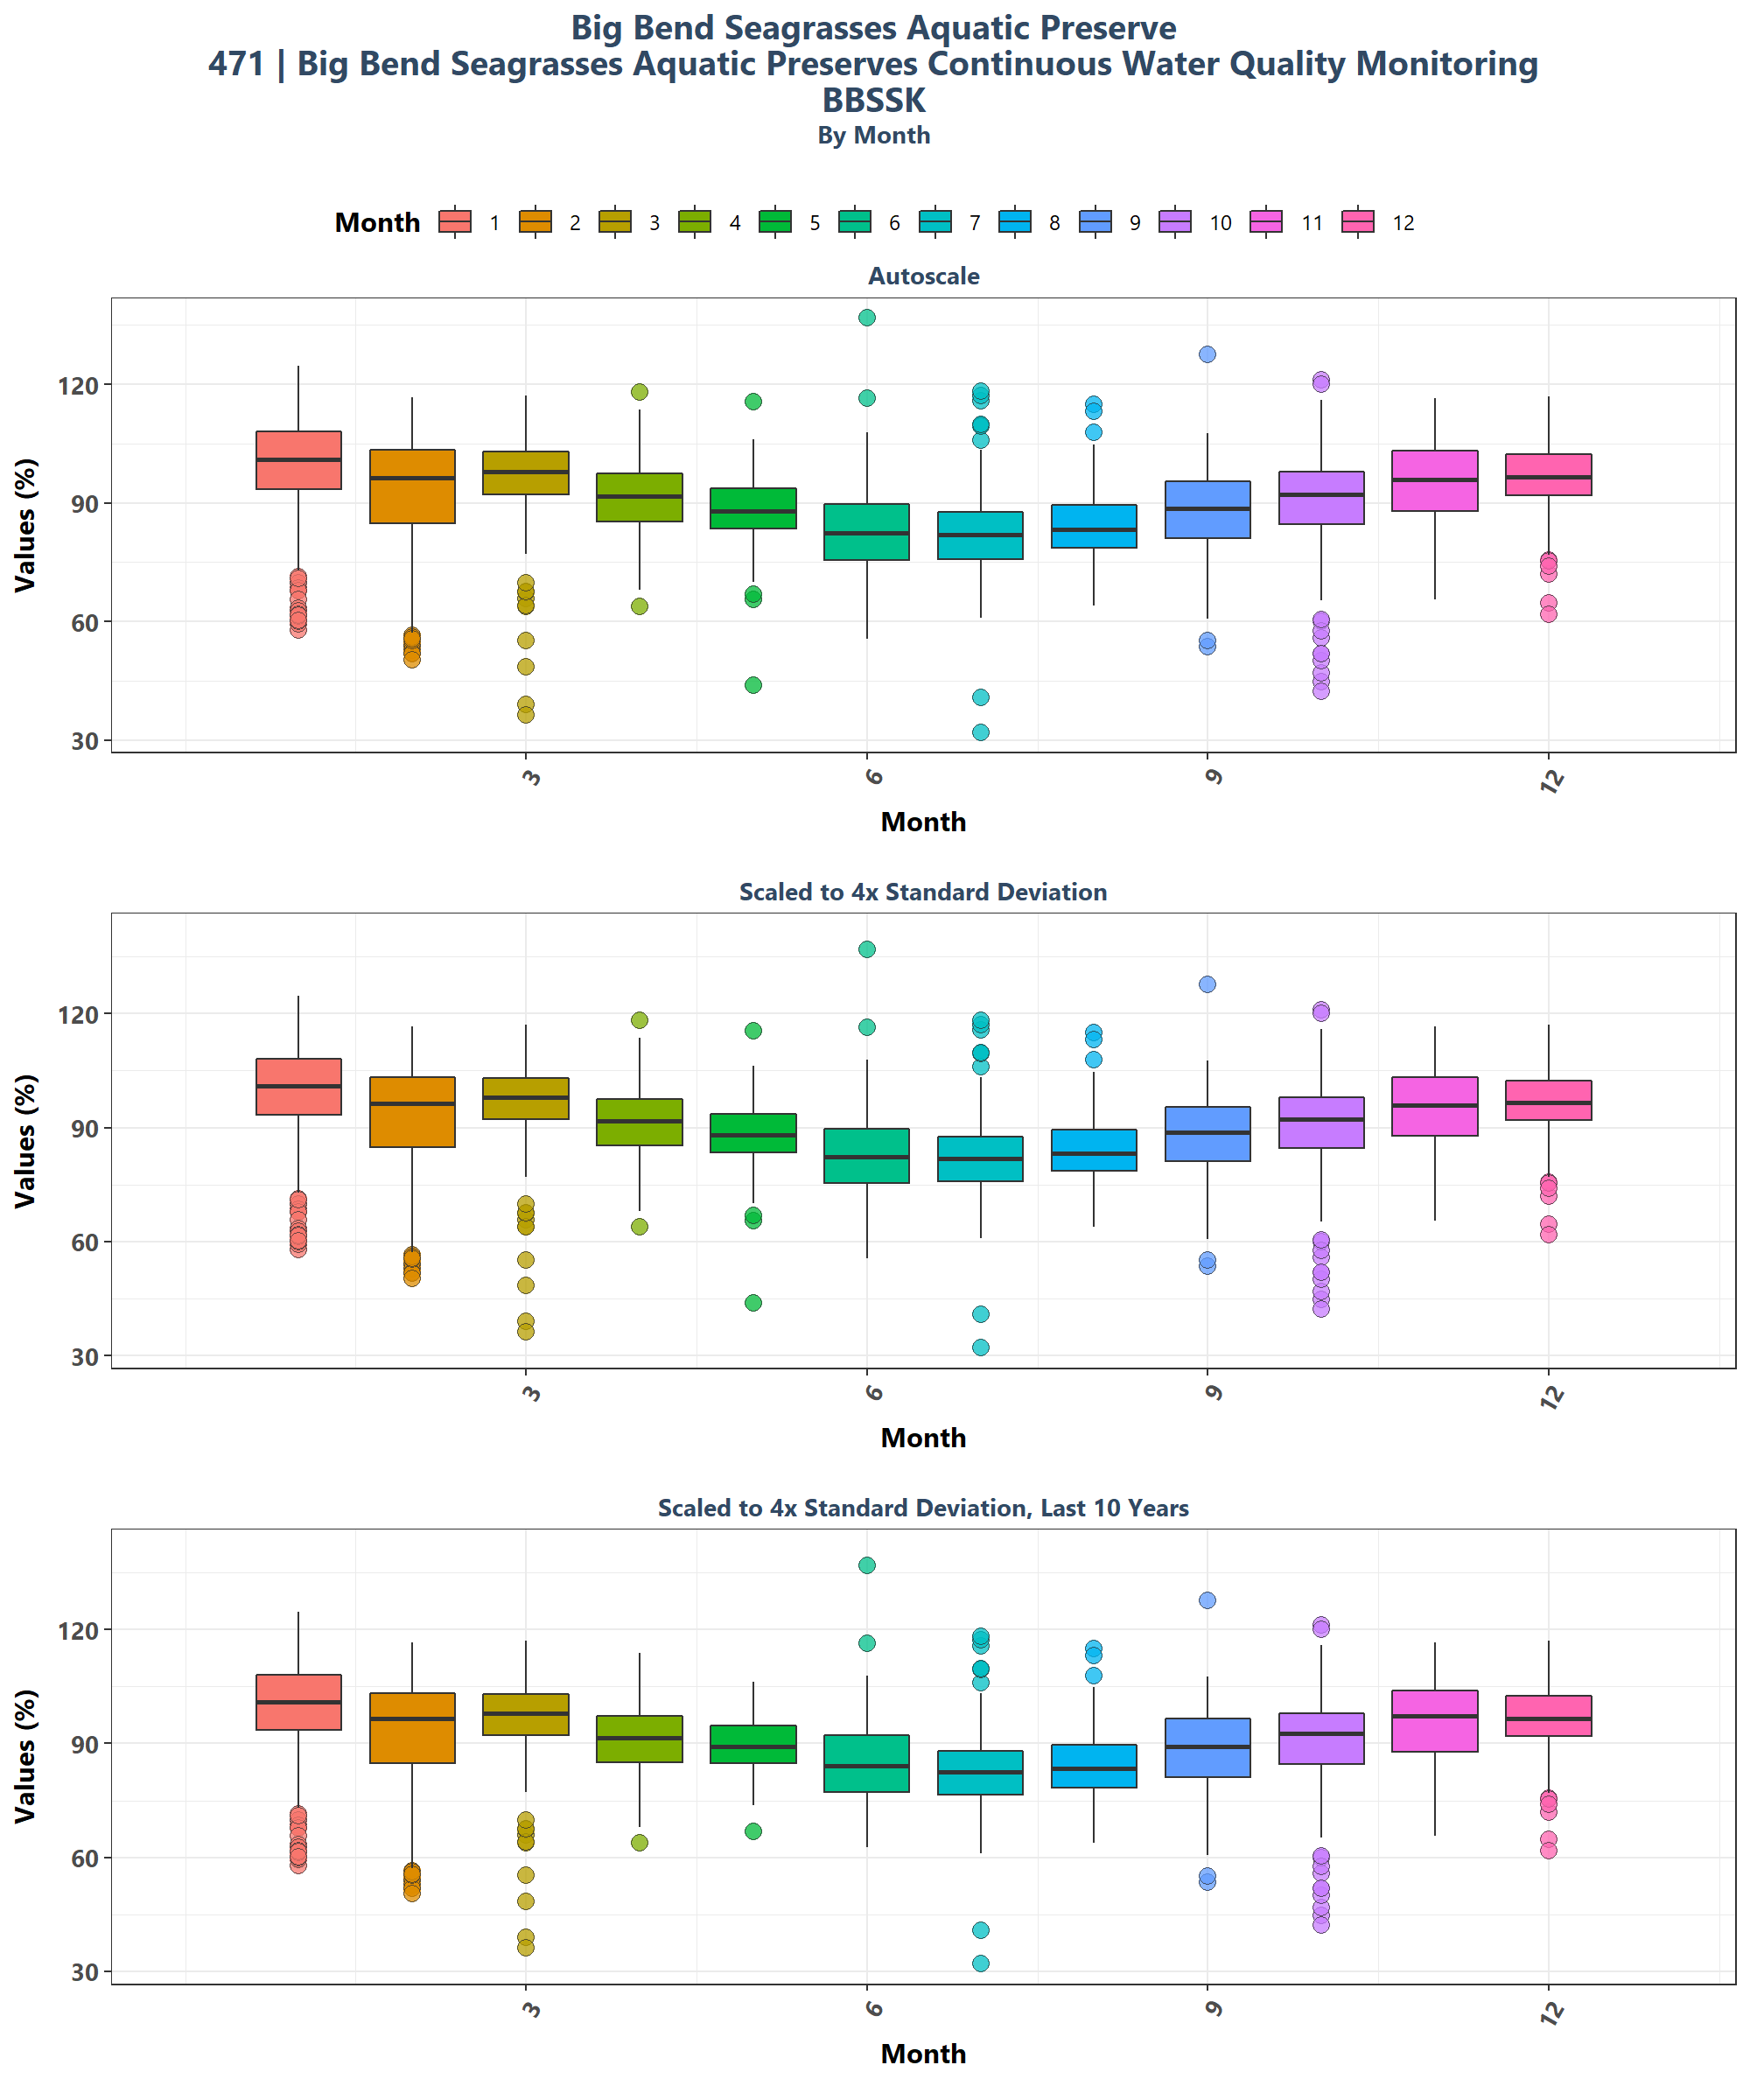 Big Bend Seagrasses Aquatic Preserve
471 | Big Bend Seagrasses Aquatic Preserves Continuous Water Quality Monitoring
BBSSK
By Month
Month 1 2 3 4 5 6 7 8 9 10 11 12
Autoscale
Values (%)
120
90
60
30
3 6 9 12
Month
Scaled to 4x Standard Deviation
Values (%)
120
90
60
30
3 6 9 12
Month
Scaled to 4x Standard Deviation, Last 10 Years
Values (%)
120
90
60
30
3 6 9 12
Month